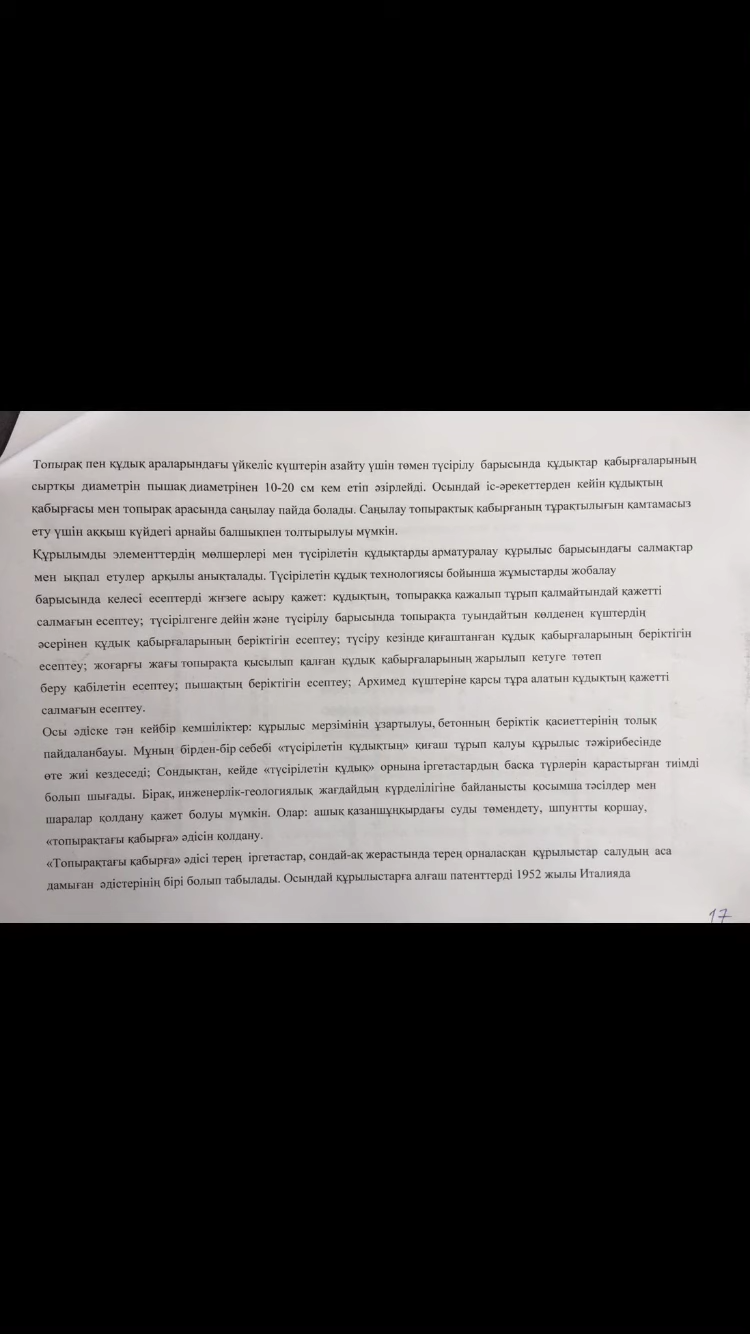 Топырақ пен құдық араларындағы үйкеліс күштерін азайту үшін төмен түсірілу барысында құдықтар қабырғаларының
сыртқы диаметрін пышақ диаметрінен 10-20 см кем етіп әзірлейді. Осындай іс-әрекеттерден кейін құдықтың
қабырғасы мен топырақ арасында саңылау пайда болады. Саңылау топырақтық қабырғаның тұрақтылығын қамтамасыз
ету үшін аққыш күйдегі арнайы балшықпен толтырылуы мүмкін.
Құрылымды элементтердің мөлшерлері мен түсірілетін құдықтарды арматуралау құрылыс барысындағы салмақтар
мен ықпал етулер арқылы анықталады. Түсірілетін құдық технологиясы бойынша жұмыстарды жобалау
барысында келесі есептерді жүзеге асыру қажет: құдықтың, топыраққа қажалып тұрып қалмайтындай қажетті
салмағын есептеу; түсірілгенге дейін және түсірілу барысында топырақта туындайтын көлденең күштердің
әсерінен құдық қабырғаларының беріктігін есептеу; түсіру кезінде қиғаштанған құдық қабырғаларының беріктігін
есептеу; жоғарғы жағы топырақта қысылып қалған құдық қабырғаларының жарылып кетуге төтеп
беру қабілетін есептеу; пышақтың беріктігін есептеу; Архимед күштеріне қарсы тұра алатын құдықтың қажетті
салмағын есептеу.
Осы әдіске тән кейбір кемшіліктер: құрылыс мерзімінің ұзартылуы, бетонның беріктік қасиеттерінің толық
пайдаланбауы. Мұның бірден-бір себебі «түсірілетін құдықтың» қиғаш тұрып қалуы құрылыс тәжірибесінде
өте жиі кездеседі; Сондықтан, кейде «түсірілетін құдық» орнына іргетастардың басқа түрлерін қарастырған тиімді
болып шығады. Бірақ, инженерлік-геологиялық жағдайдың күрделілігіне байланысты қосымша тәсілдер мен
шаралар қолдану қажет болуы мүмкін. Олар: ашық қазаншұңқырдағы суды төмендету, шпунтты қоршау,
«топырақтағы қабырға» әдісін қолдану.
«Топырақтағы қабырға» әдісі терең іргетастар, сондай-ақ жерастында терең орналасқан құрылыстар салудың аса
дамыған әдістерінің бірі болып табылады. Осындай құрылыстарға алғаш патенттерді 1952 жылы Италияда
17